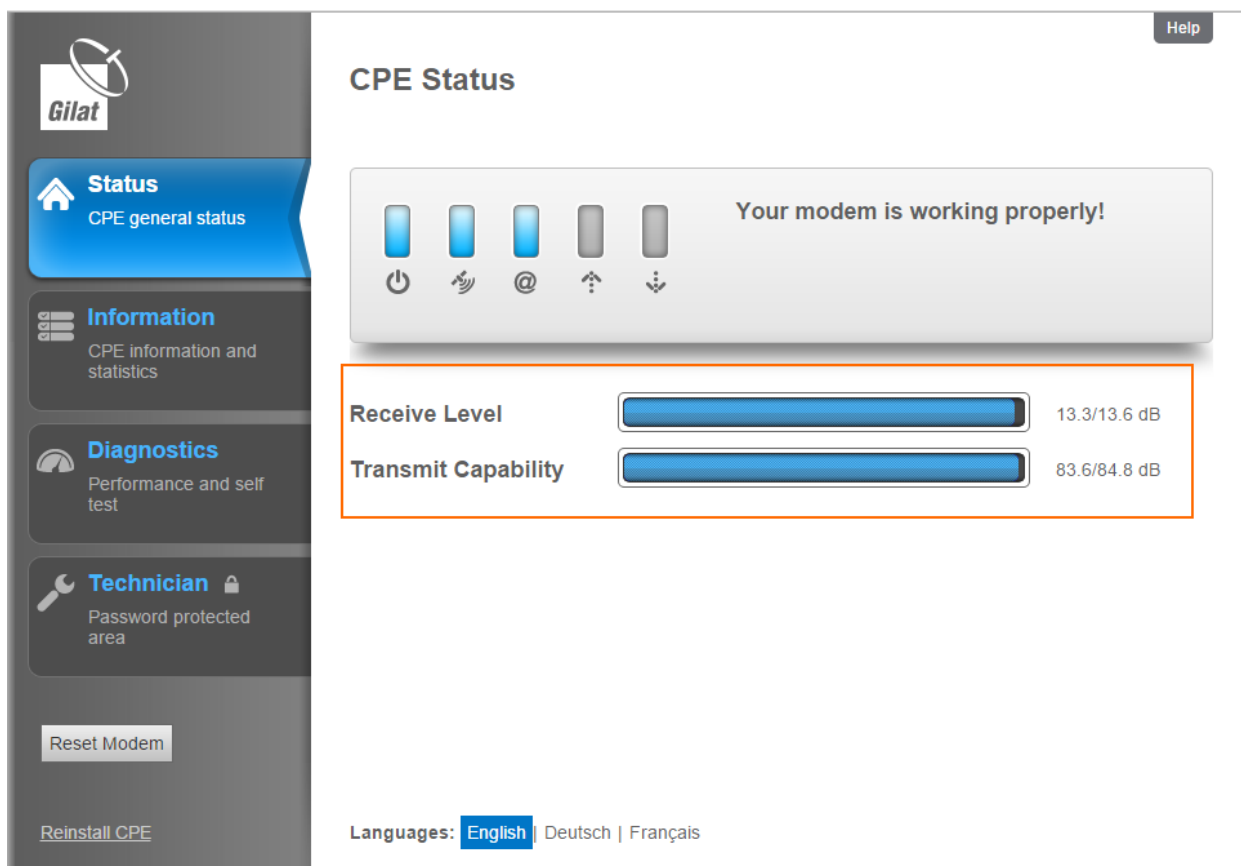 Help
Gilat
CPE Status
Status
CPE general status
Your modem is working properly!
@
Information
CPE information and
statistics
Receive Level
13.3/13.6 dB
Diagnostics
Performance and self
test
Transmit Capability
83.6/84.8 dB
Technician
Password protected
area
Reset Modem
Reinstall CPE
Languages: English | Deutsch | Français